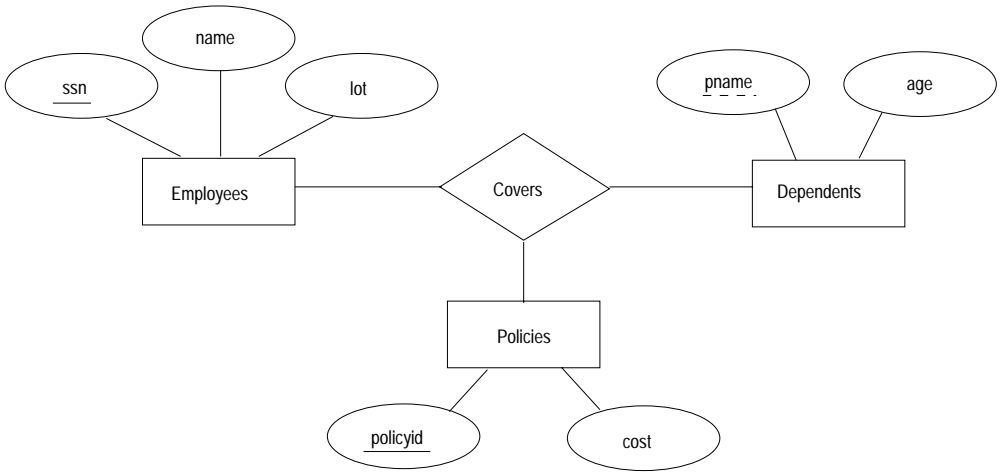 name
ssn
lot
pname
age
Employees
Covers
Dependents
Policies
policyid
cost